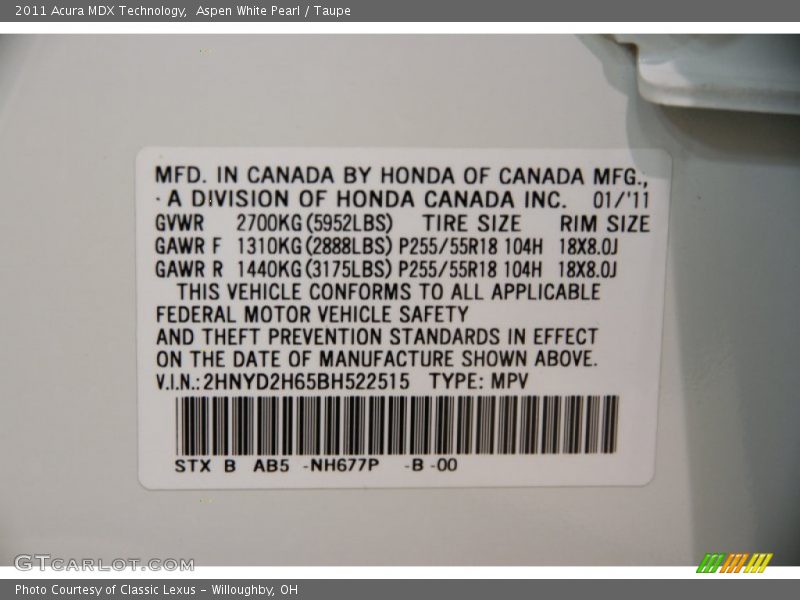 2011 Acura MDX Technology,  Aspen White Pearl / Taupe
MFD. IN CANADA BY HONDA OF CANADA MFG.,
- A DIVISION OF HONDA CANADA INC.  01/'11
GVWR  2700KG(5952LBS)  TIRE SIZE  RIM SIZE
GAWR F  1310KG(2888LBS) P255/55R18 104H  18X8.0J
GAWR R  1440KG(3175LBS) P255/55R18 104H  18X8.0J
THIS VEHICLE CONFORMS TO ALL APPLICABLE
FEDERAL MOTOR VEHICLE SAFETY
AND THEFT PREVENTION STANDARDS IN EFFECT
ON THE DATE OF MANUFACTURE SHOWN ABOVE.
V.I.N.: 2HNYD2H65BH522515  TYPE: MPV
STX  B  AB5  -NH677P  -B -00
GTCARLOT.COM
Photo Courtesy of Classic Lexus - Willoughby, OH